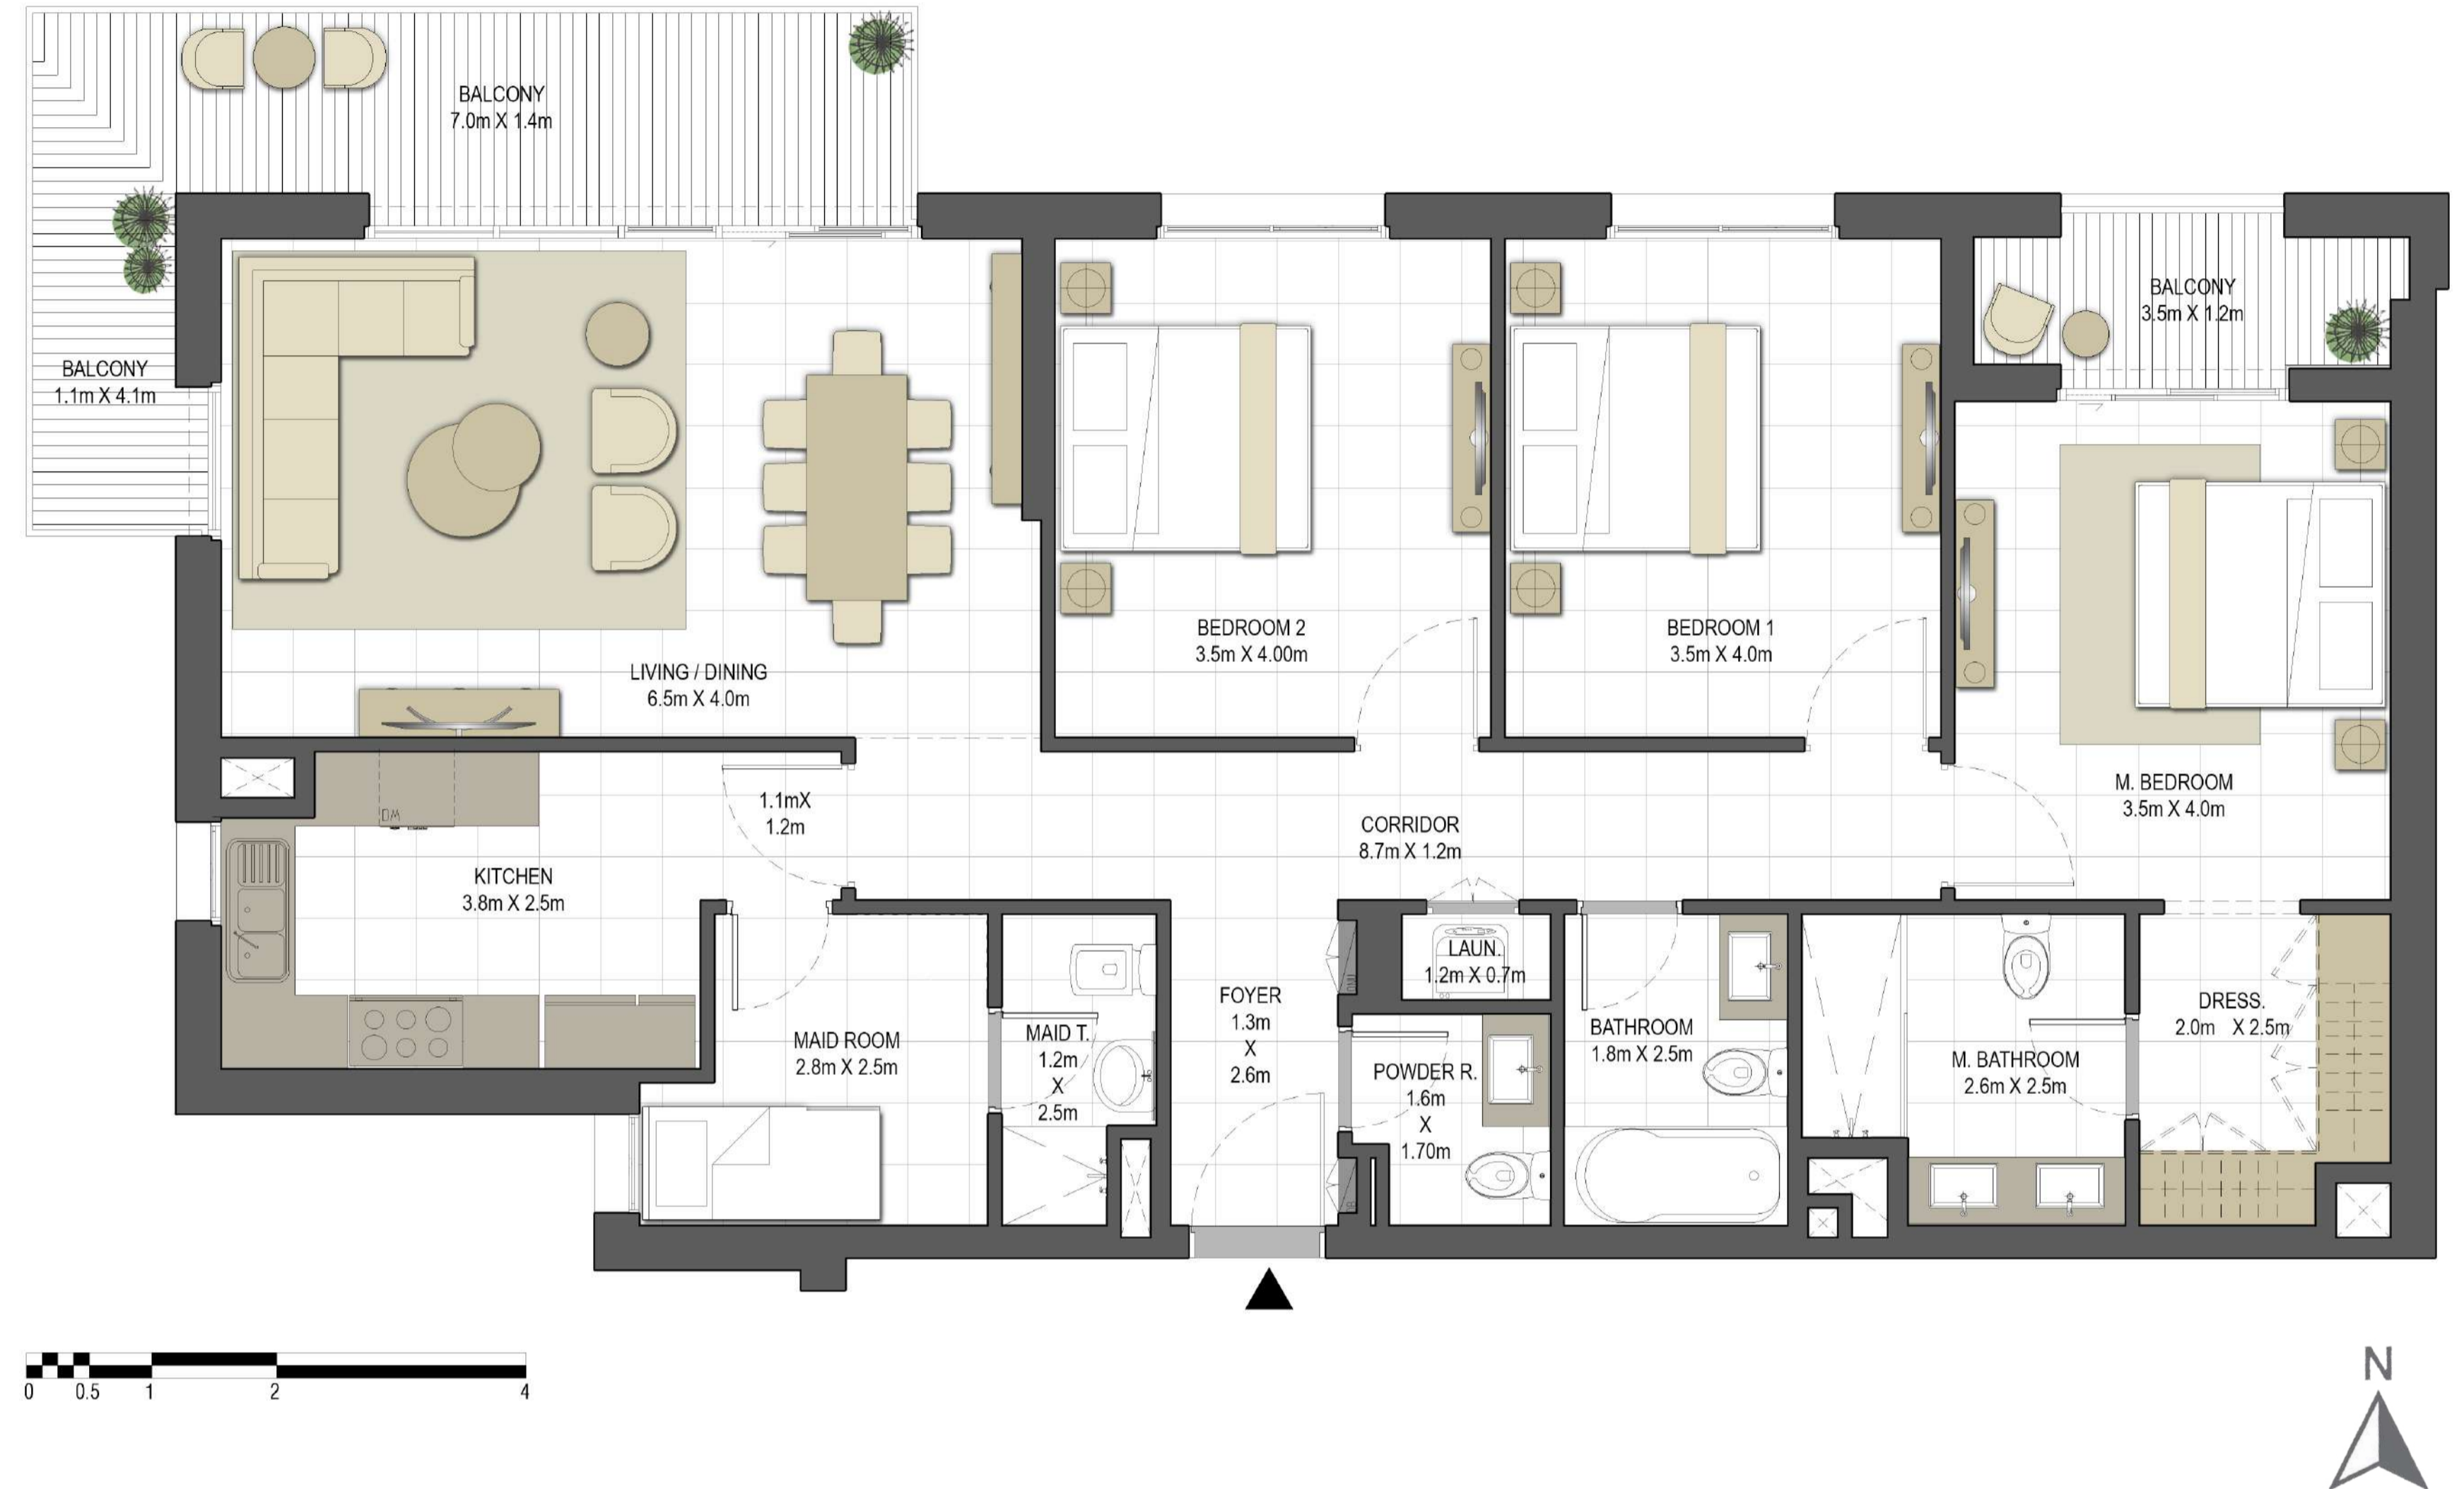 BALCONY
7.0m X 1.4m
BALCONY
1.1m X 4.1m
BALCONY
3.5m X 1.2m
LIVING / DINING
6.5m X 4.0m
BEDROOM 2
3.5m X 4.00m
BEDROOM 1
3.5m X 4.0m
M. BEDROOM
3.5m X 4.0m
DW
1.1mX
1.2m
KITCHEN
3.8m X 2.5m
CORRIDOR
8.7m X 1.2m
MAID ROOM
2.8m X 2.5m
MAID T.
1.2m
X
2.5m
FOYER
1.3m
X
2.6m
LAUN.
1.2m X 0.7m
POWDER R.
1.6m
X
1.70m
BATHROOM
1.8m X 2.5m
M. BATHROOM
2.6m X 2.5m
DRESS.
2.0m X 2.5m
0 0.5 1 2 4
N